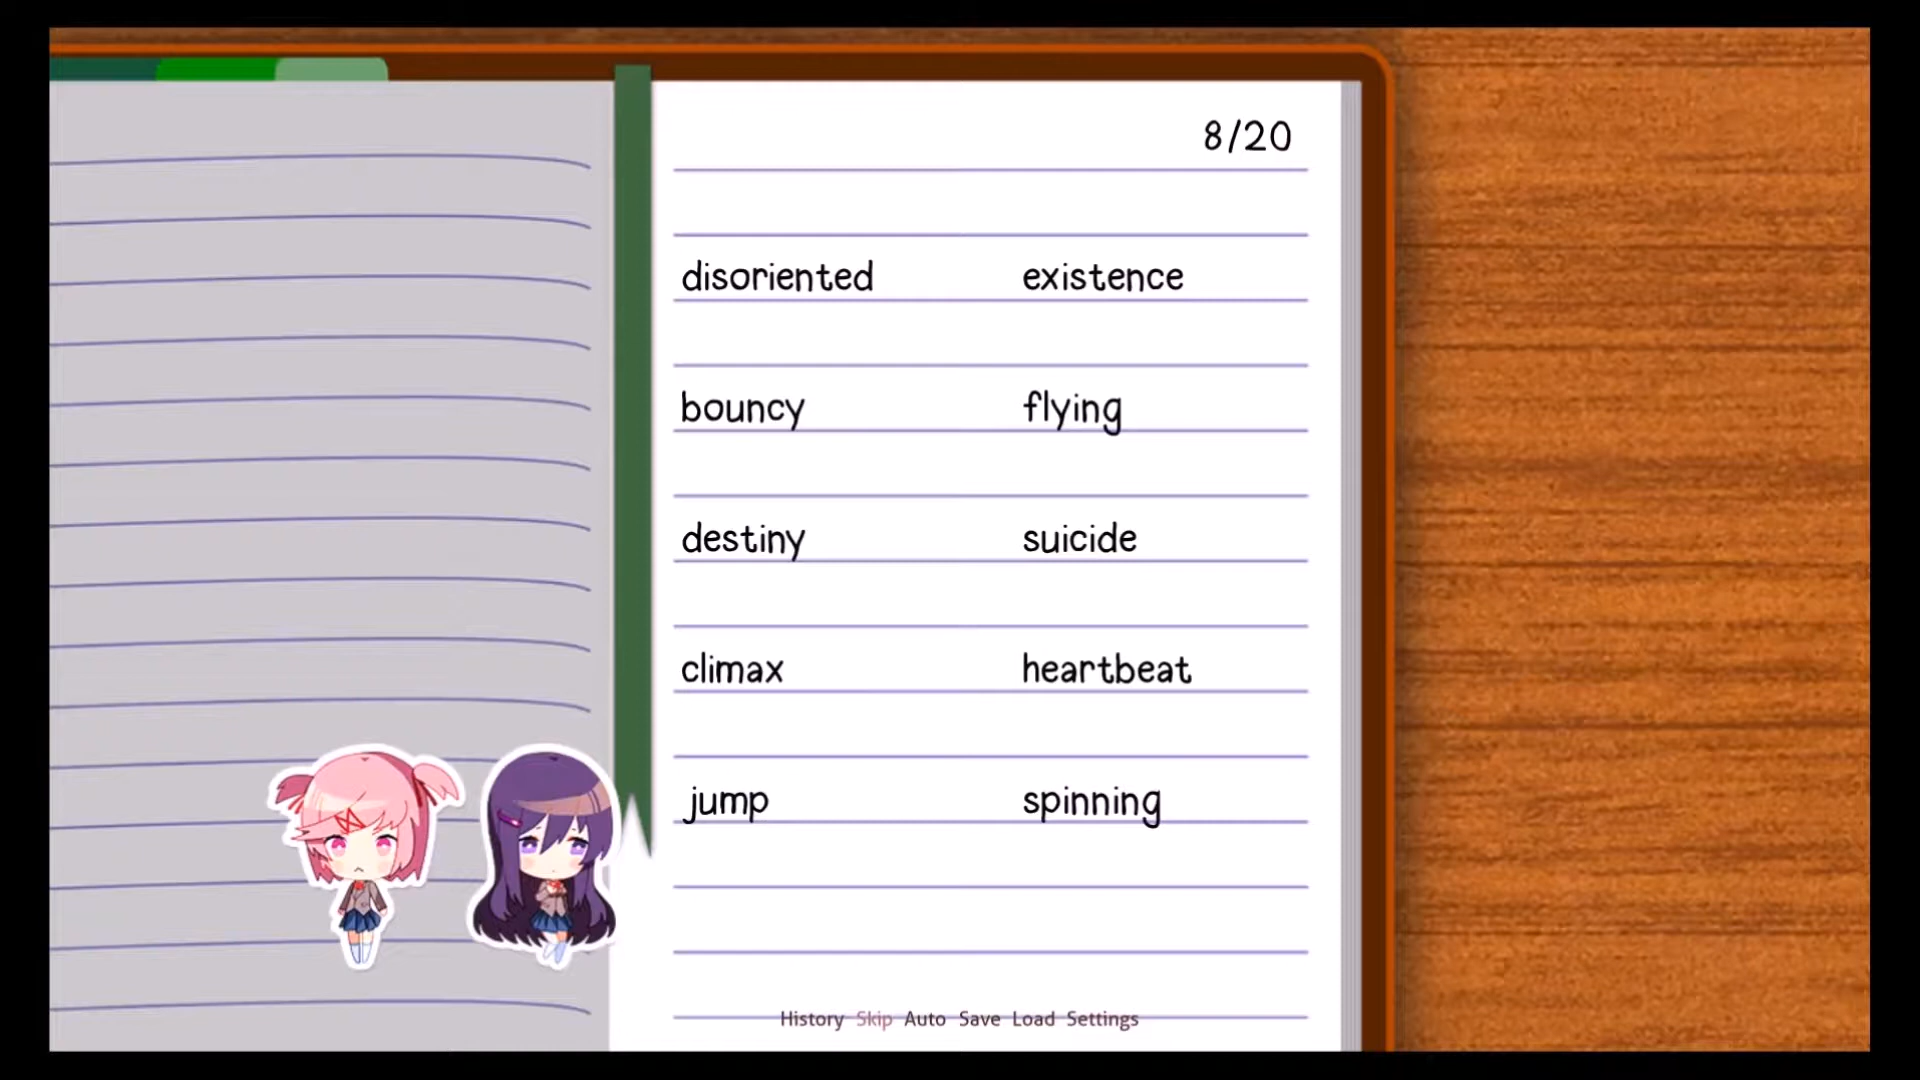 8/20
disoriented existence
bouncy flying
destiny suicide
climax heartbeat
jump spinning
History Skip Auto Save Load Settings